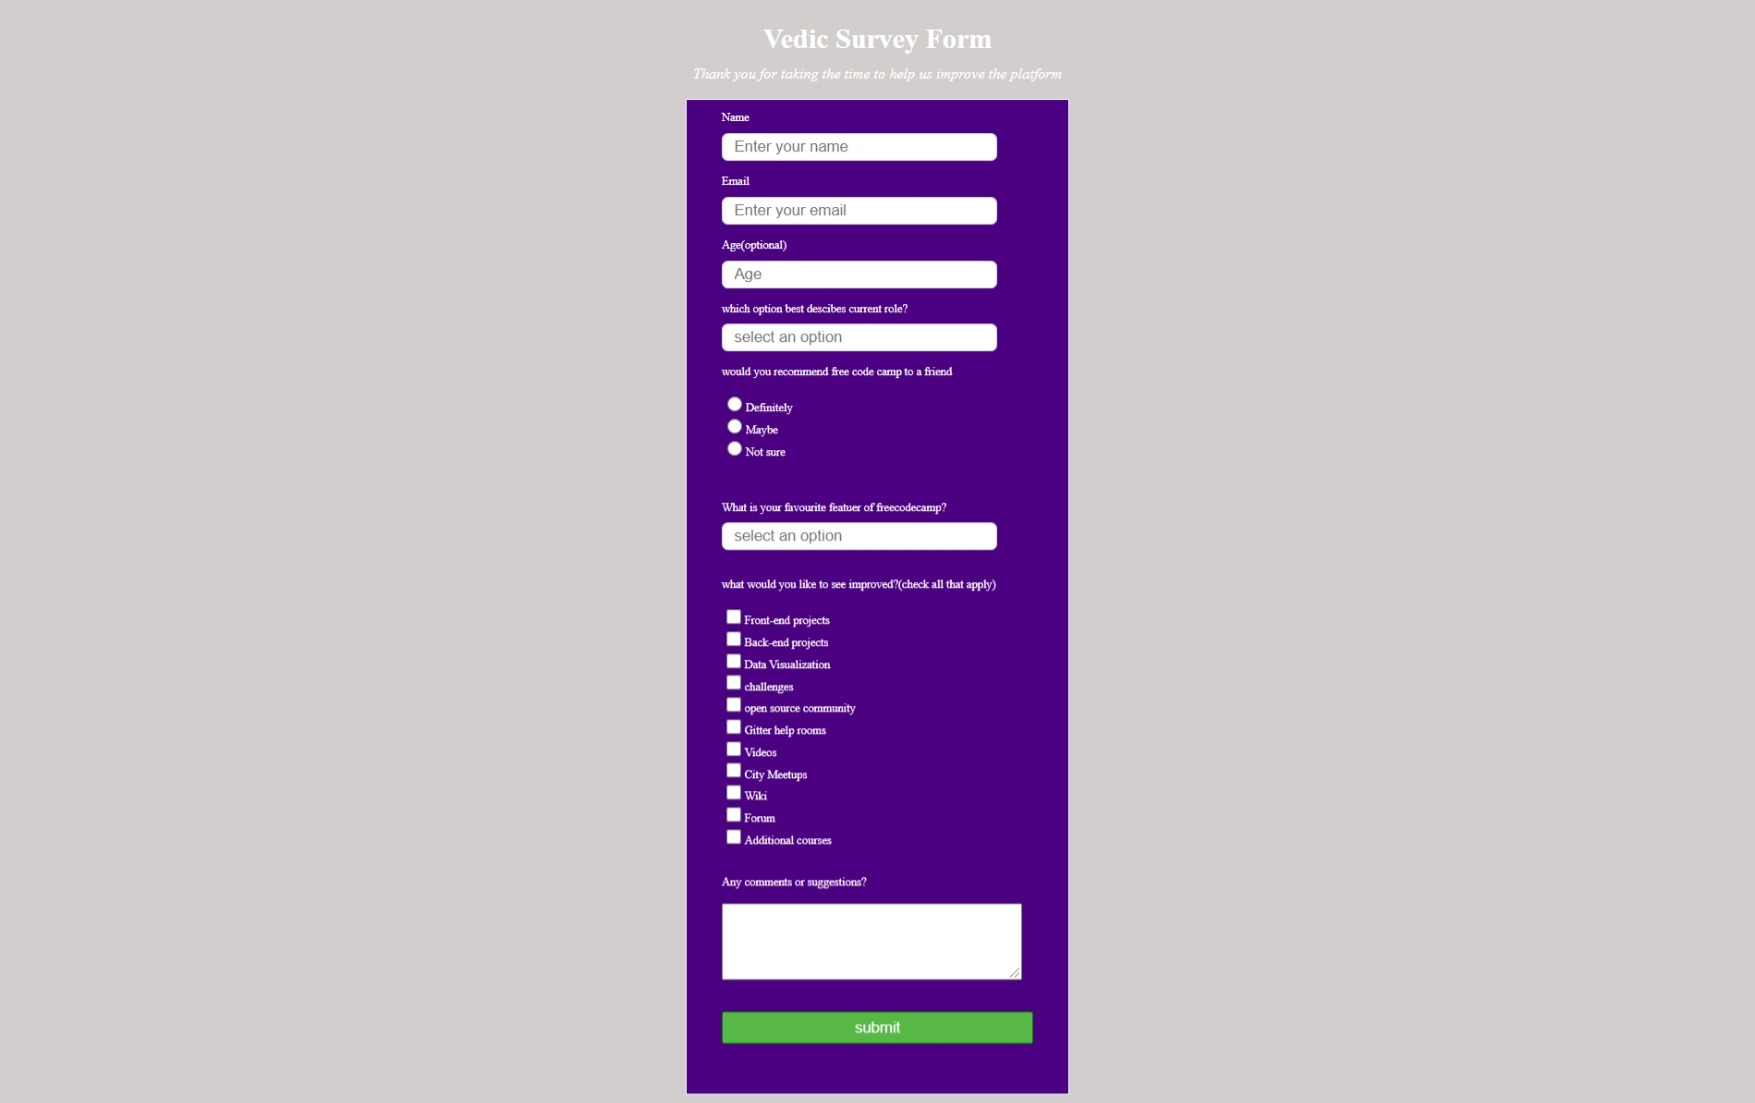 Vedic Survey Form
Thank you for taking the time to help us improve the platform
Name
Enter your name
Email
Enter your email
Age(optional)
Age
which option best descibes current role?
select an option
would you recommend free code camp to a friend
Definitely
Maybe
Not sure
What is your favourite featuer of freecodecamp?
select an option
what would you like to see improved?(check all that apply)
Front-end projects
Back-end projects
Data Visualization
challenges
open source community
Gitter help rooms
Videos
City Meetups
Wiki
Forum
Additional courses
Any comments or suggestions?
submit